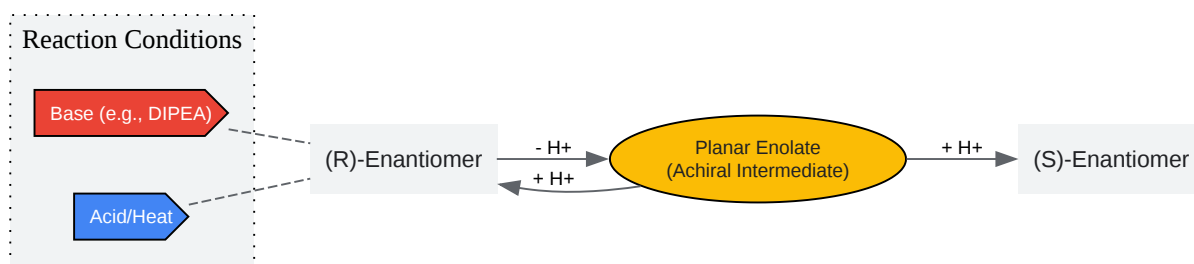 Reaction Conditions
Base (e.g., DIPEA)
Acid/Heat
(R)-Enantiomer
- H+
+ H+
Planar Enolate
(Achiral Intermediate)
+ H+
(S)-Enantiomer